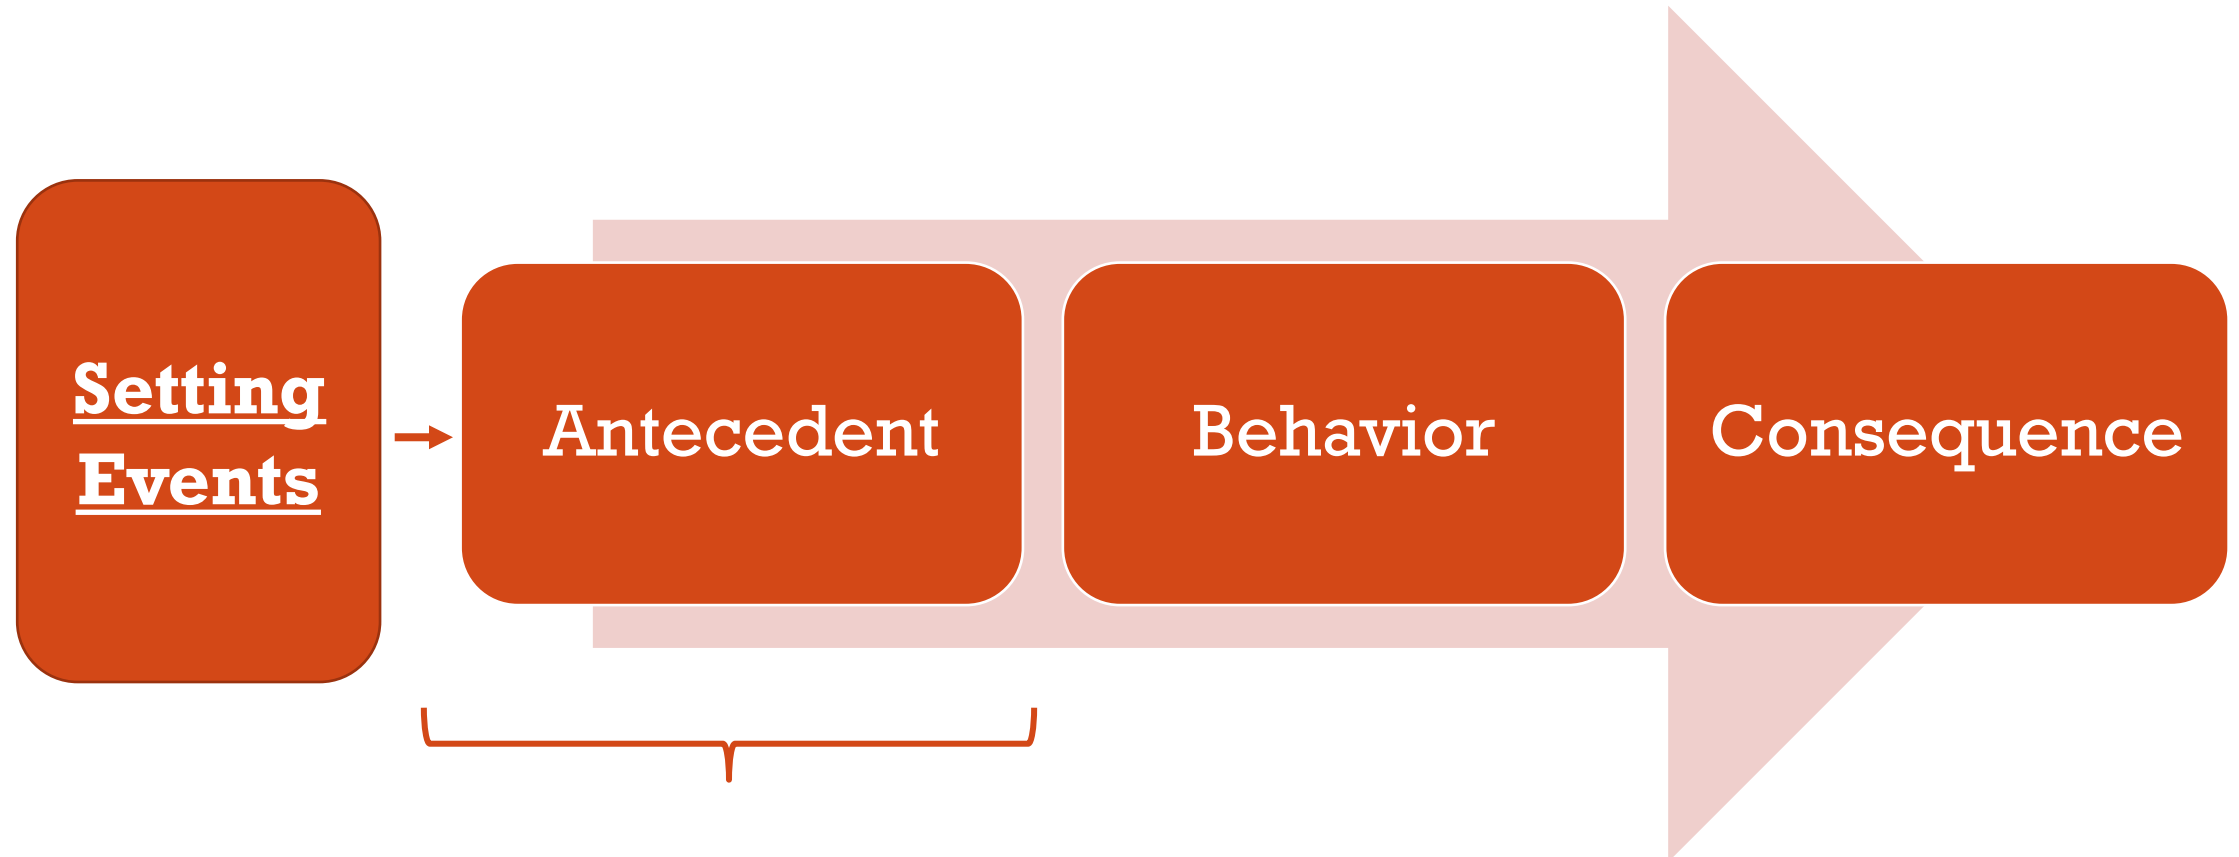 Setting
Events
Antecedent
Behavior
Consequence